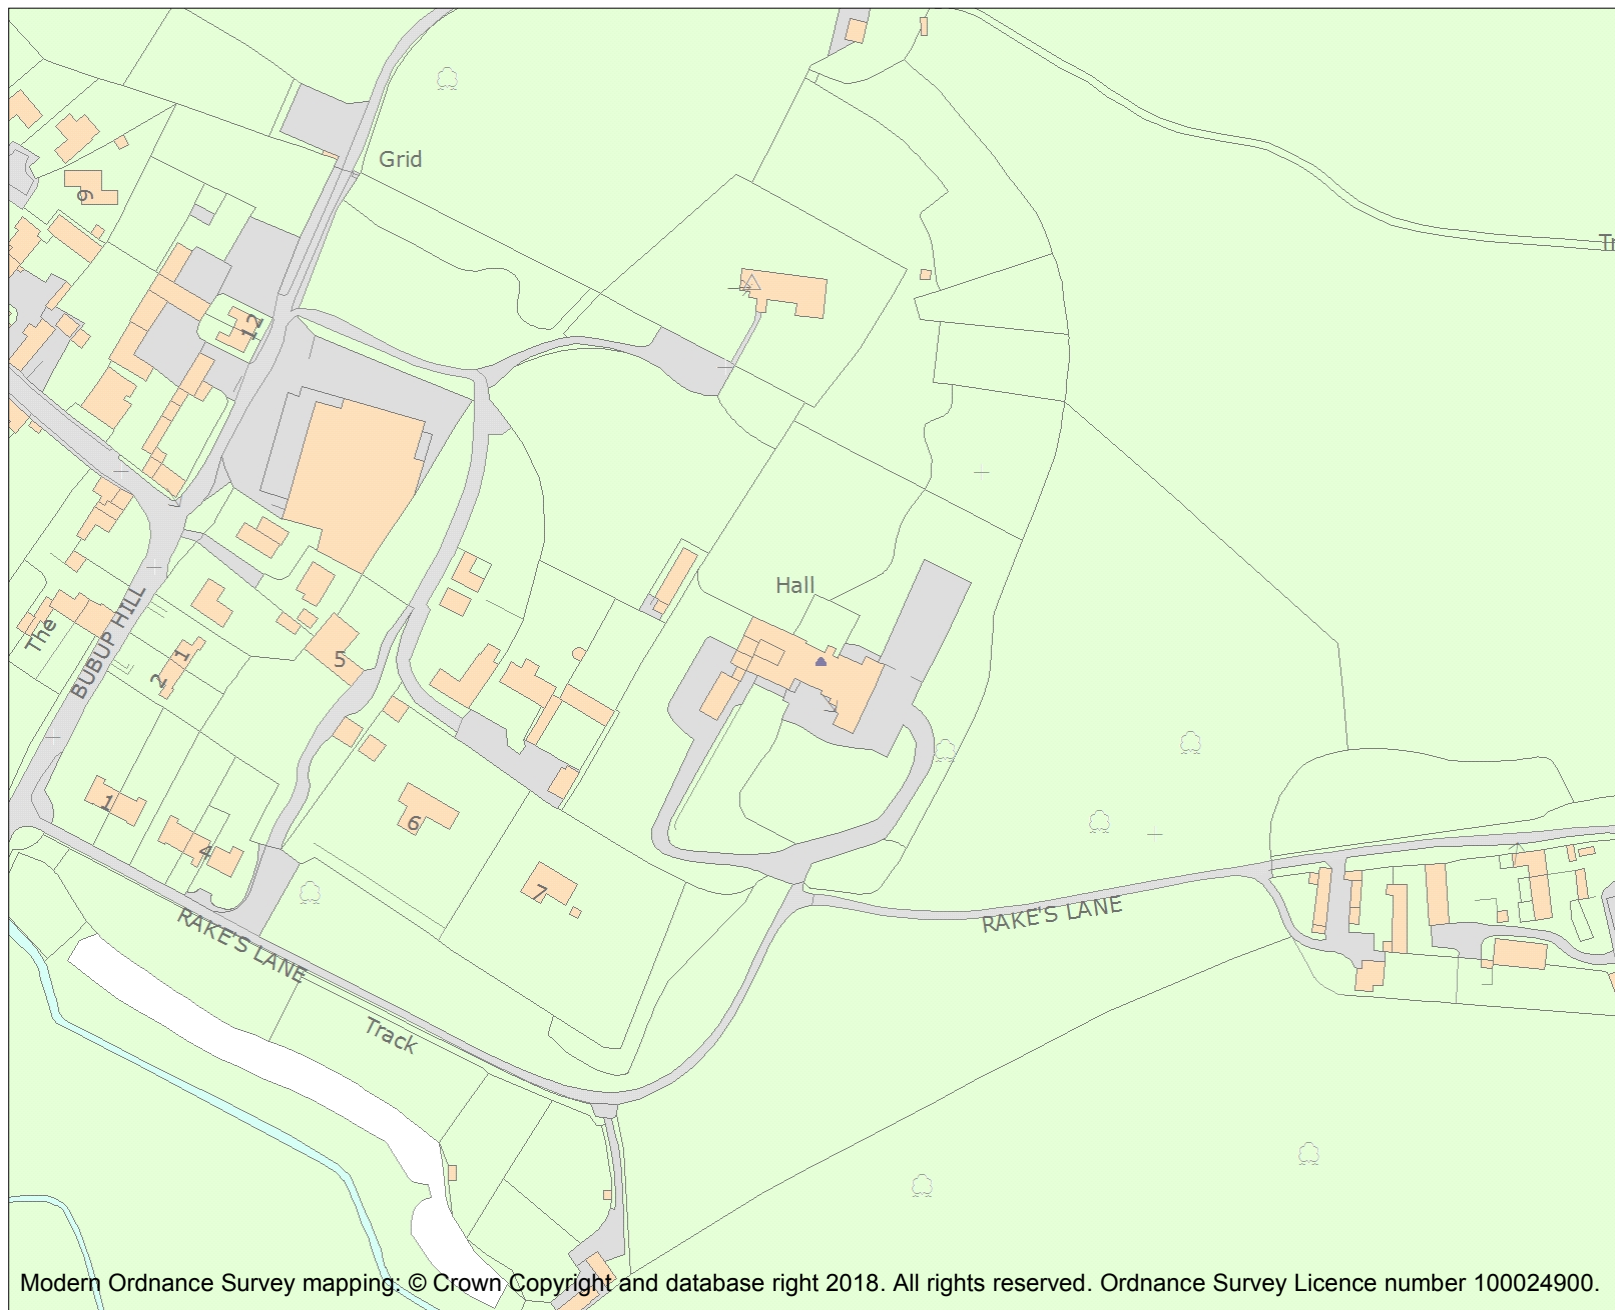 Grid
9
12
Hall
The
BUBUP HILL
1
2
5
1
4
6
7
RAKE'S LANE
RAKE'S LANE
Track
Modern Ordnance Survey mapping: © Crown Copyright and database right 2018. All rights reserved. Ordnance Survey Licence number 100024900.